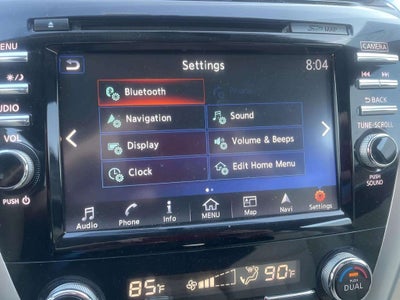 MENU
CAMERA
Settings
8:04
Bluetooth
Phone
Navigation
Sound
Display
Volume & Beeps
Clock
Edit Home Menu
AUDIO
VOL
PUSH
BACK
TUNE-SCROLL
PUSH SOUND
Audio
Phone
Info
MENU
Map
Navi
Settings
85°F
90°F
DUAL